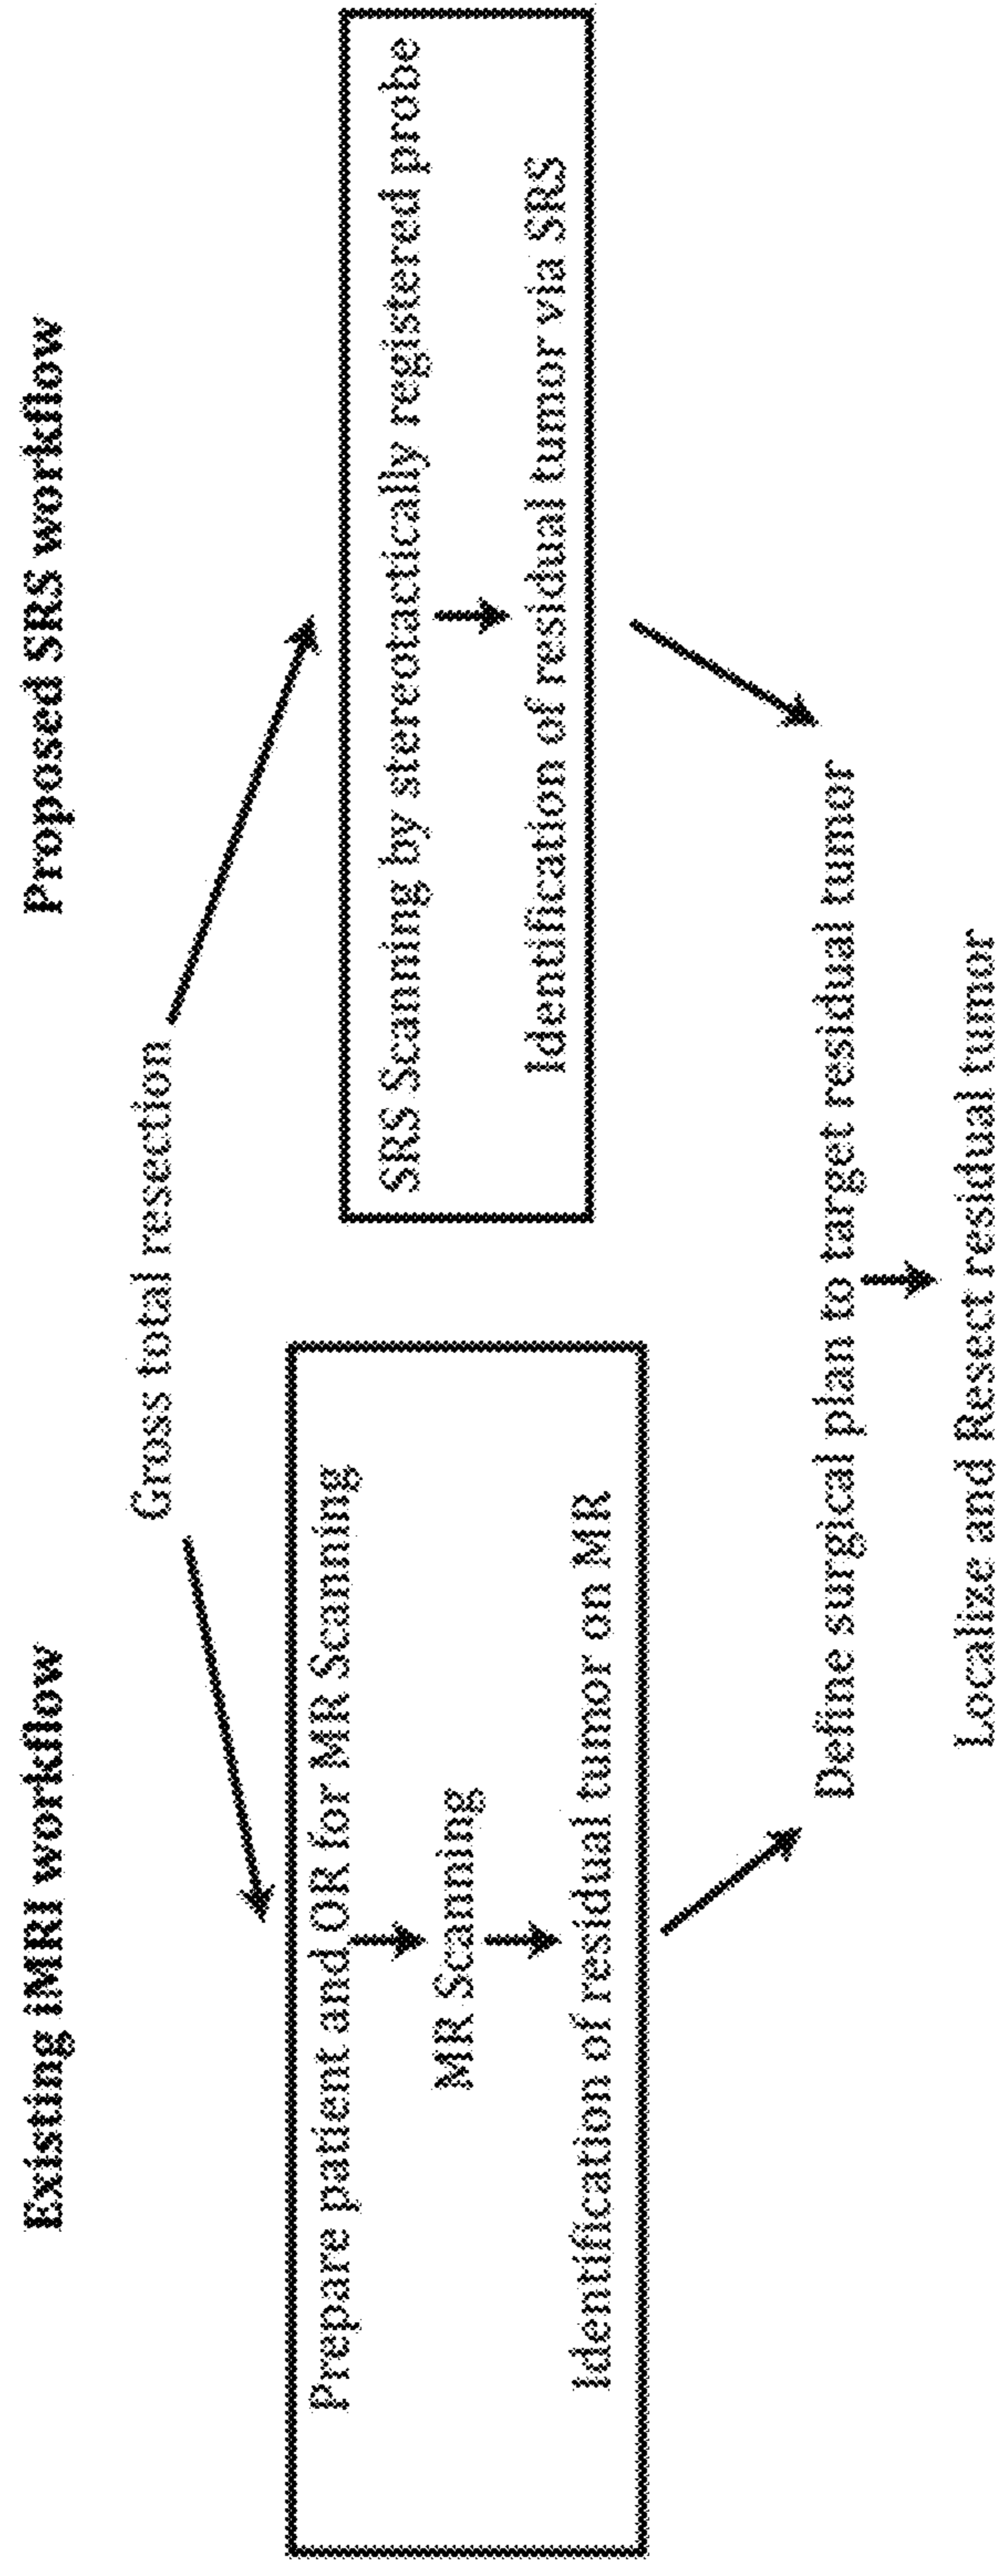 Existing iMRI workflow
Proposed SRS workflow
Gross total resection
Prepare patient and OR for MR Scanning
MR Scanning
Identification of residual tumor on MR
SRS Scanning by stereotactically registered probe
Identification of residual tumor via SRS
Define surgical plan to target residual tumor
Localize and Resect residual tumor